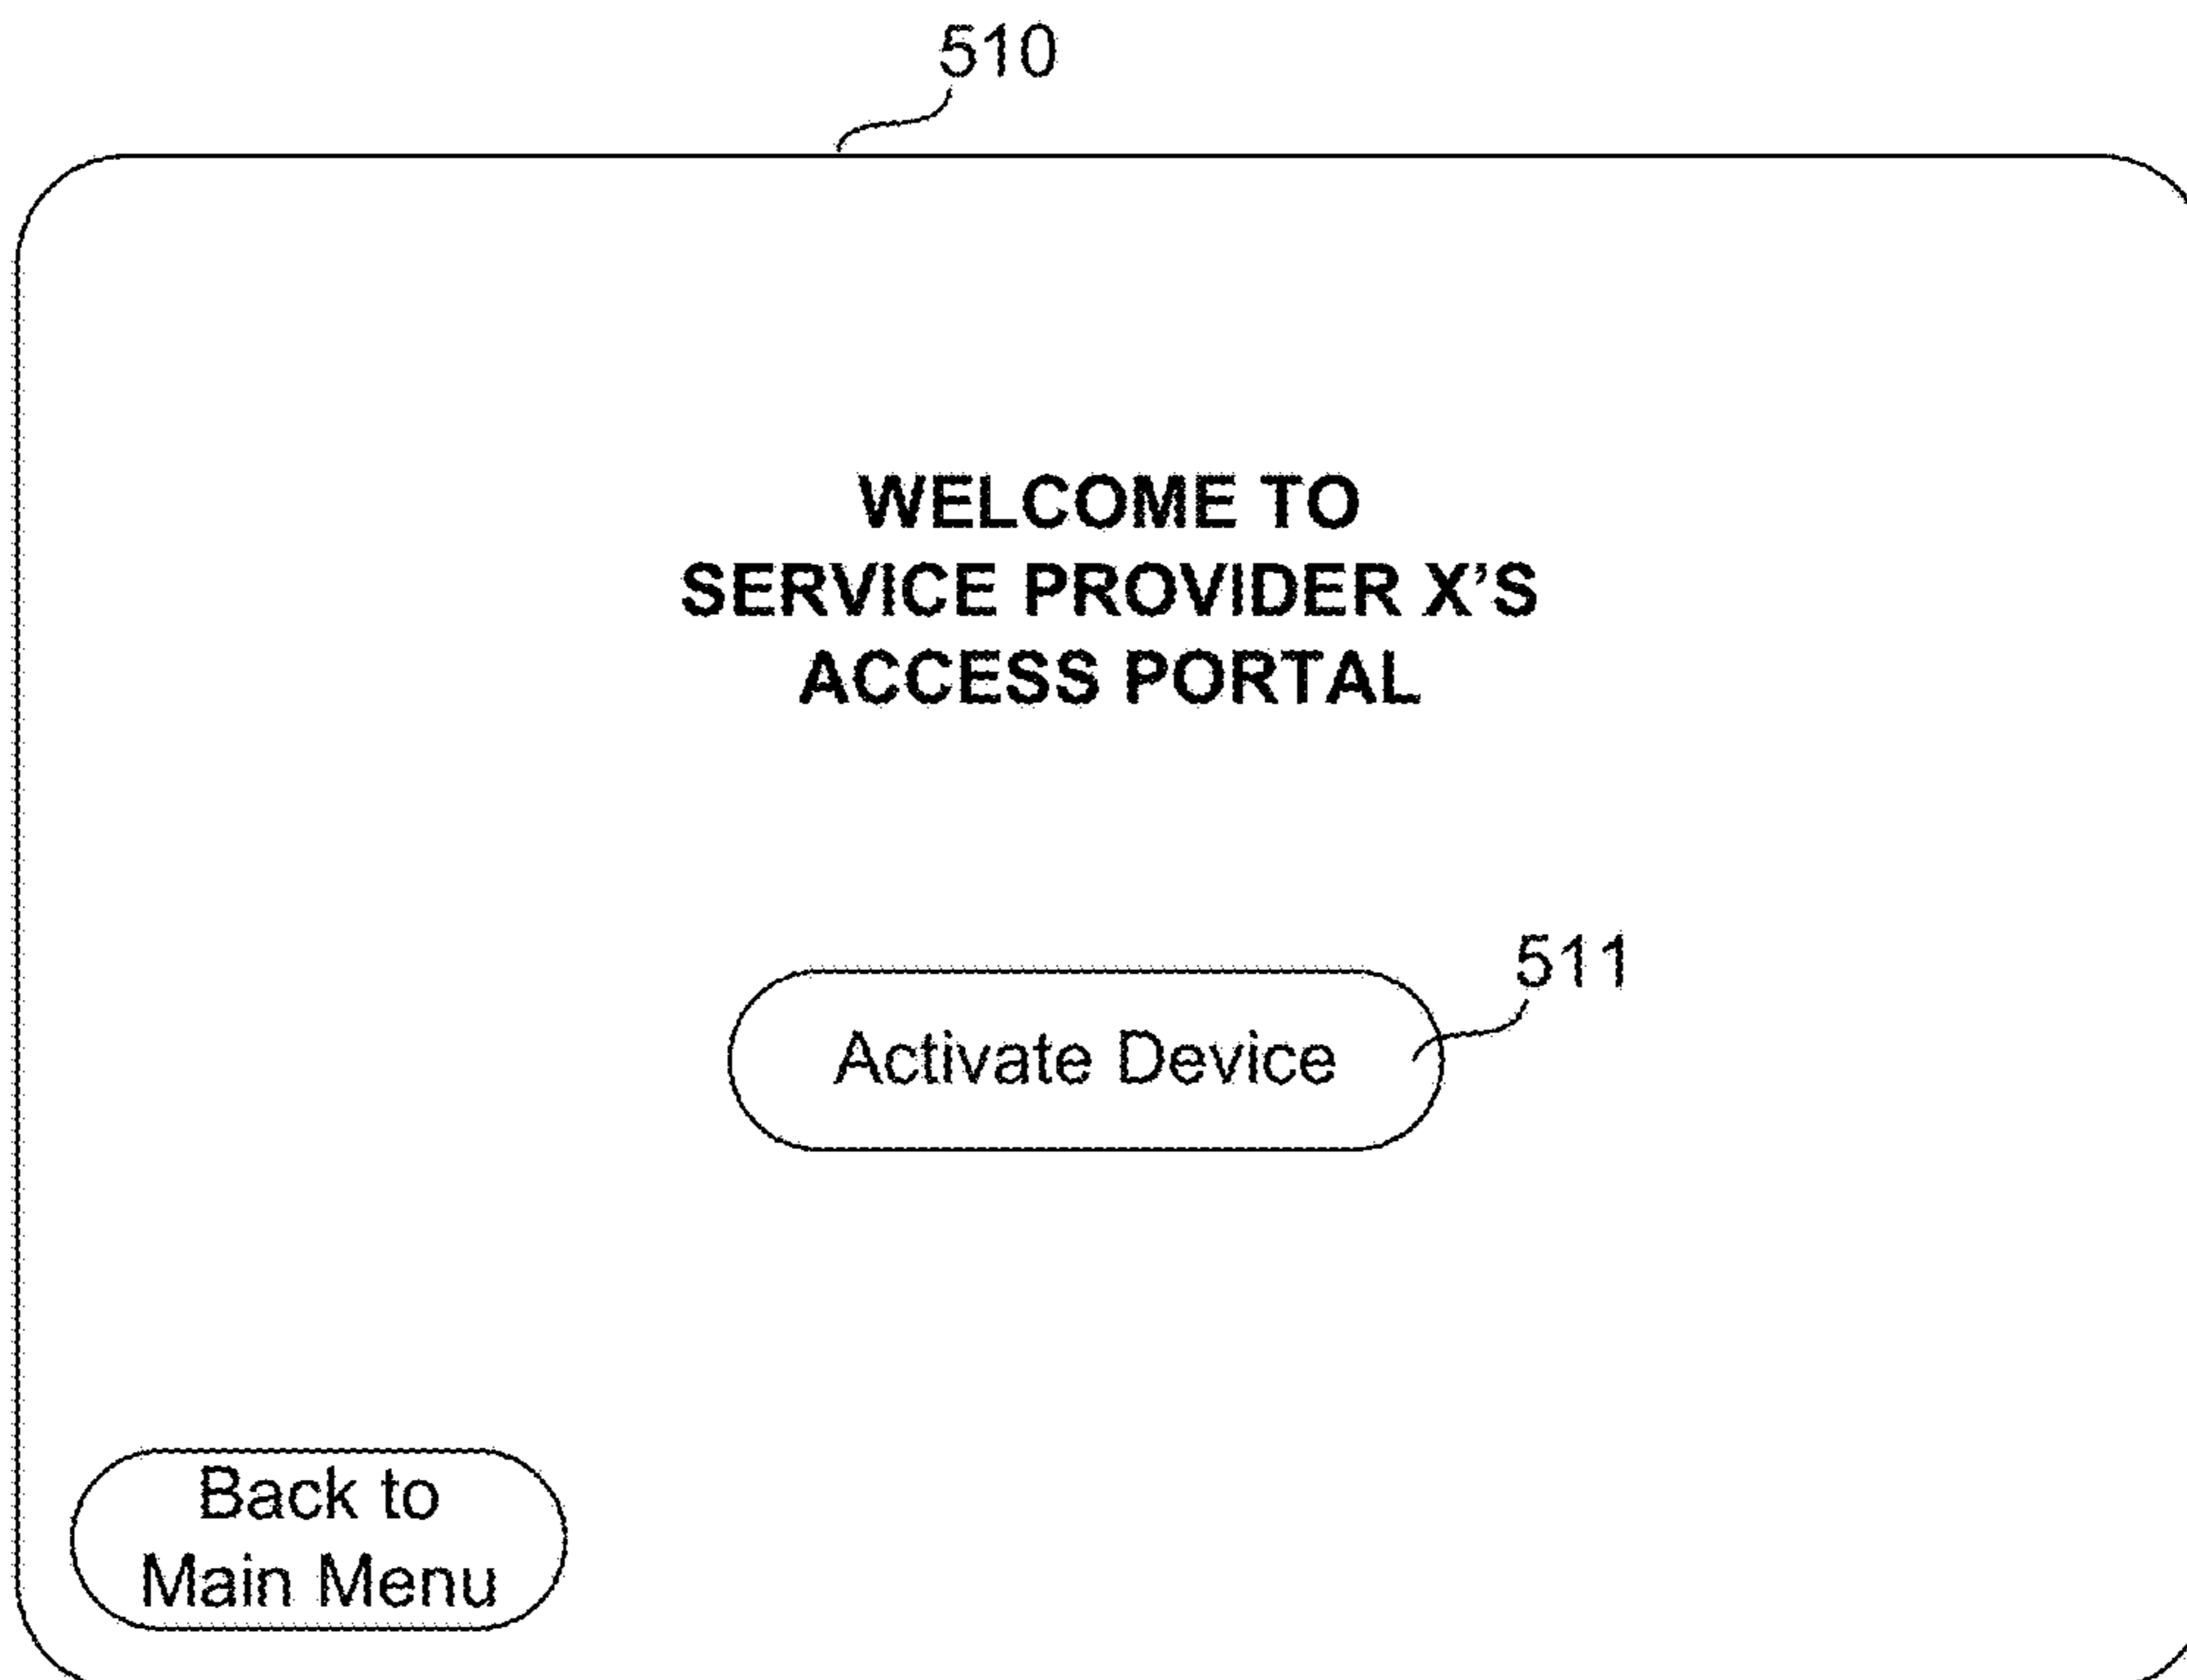 510
WELCOME TO
SERVICE PROVIDER X’S
ACCESS PORTAL
511
Activate Device
Back to
Main Menu